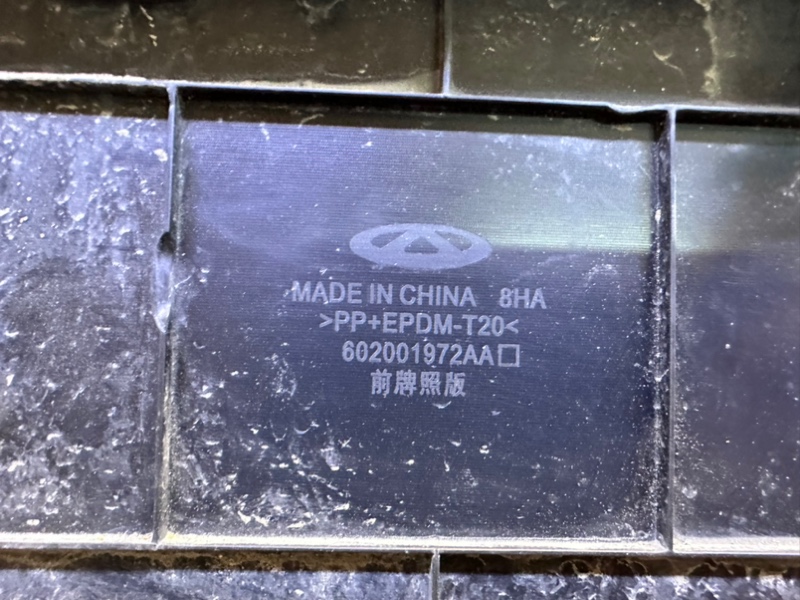 MADE IN CHINA 8HA
>PP+EPDM-T20<
602001972AA□
前牌照版